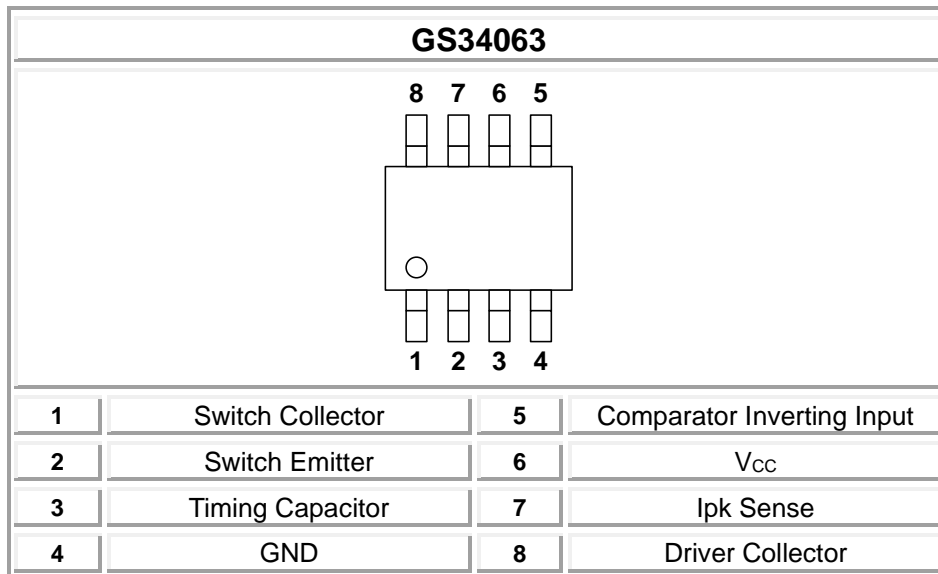 GS34063
8 7 6 5
1 2 3 4
1 Switch Collector 5 Comparator Inverting Input
2 Switch Emitter 6 Vcc
3 Timing Capacitor 7 Ipk Sense
4 GND 8 Driver Collector